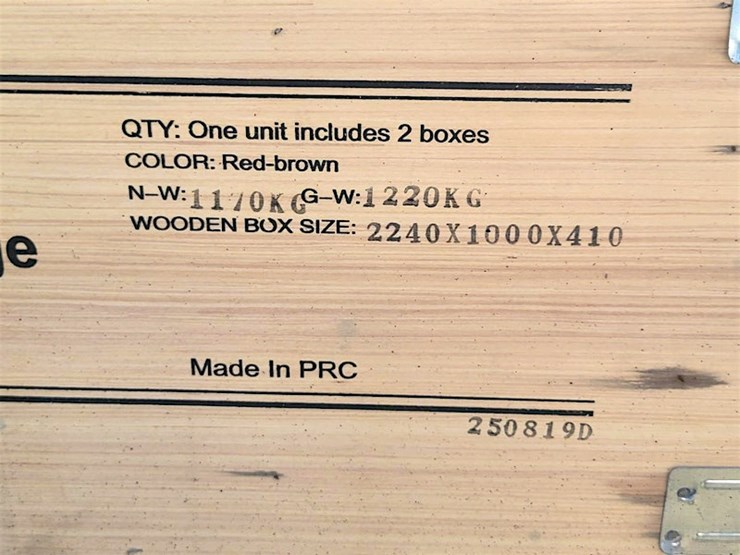 QTY: One unit includes 2 boxes
COLOR: Red-brown
N-W:1170KG G-W:1220KG
WOODEN BOX SIZE: 2240X1000X410
Made In PRC
250819D